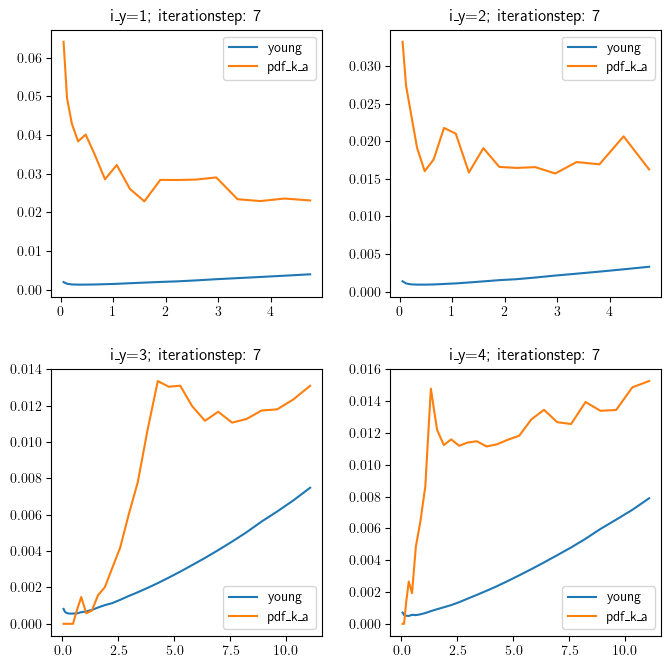 i_y=1; iterationstep: 7
young
pdf_k_a
0.06
0.05
0.04
0.03
0.02
0.01
0.00
0 1 2 3 4
i_y=2; iterationstep: 7
young
pdf_k_a
0.030
0.025
0.020
0.015
0.010
0.005
0.000
0 1 2 3 4
i_y=3; iterationstep: 7
0.014
0.012
0.010
0.008
0.006
0.004
0.002
0.000
young
pdf_k_a
0.0 2.5 5.0 7.5 10.0
i_y=4; iterationstep: 7
0.016
0.014
0.012
0.010
0.008
0.006
0.004
0.002
0.000
young
pdf_k_a
0.0 2.5 5.0 7.5 10.0